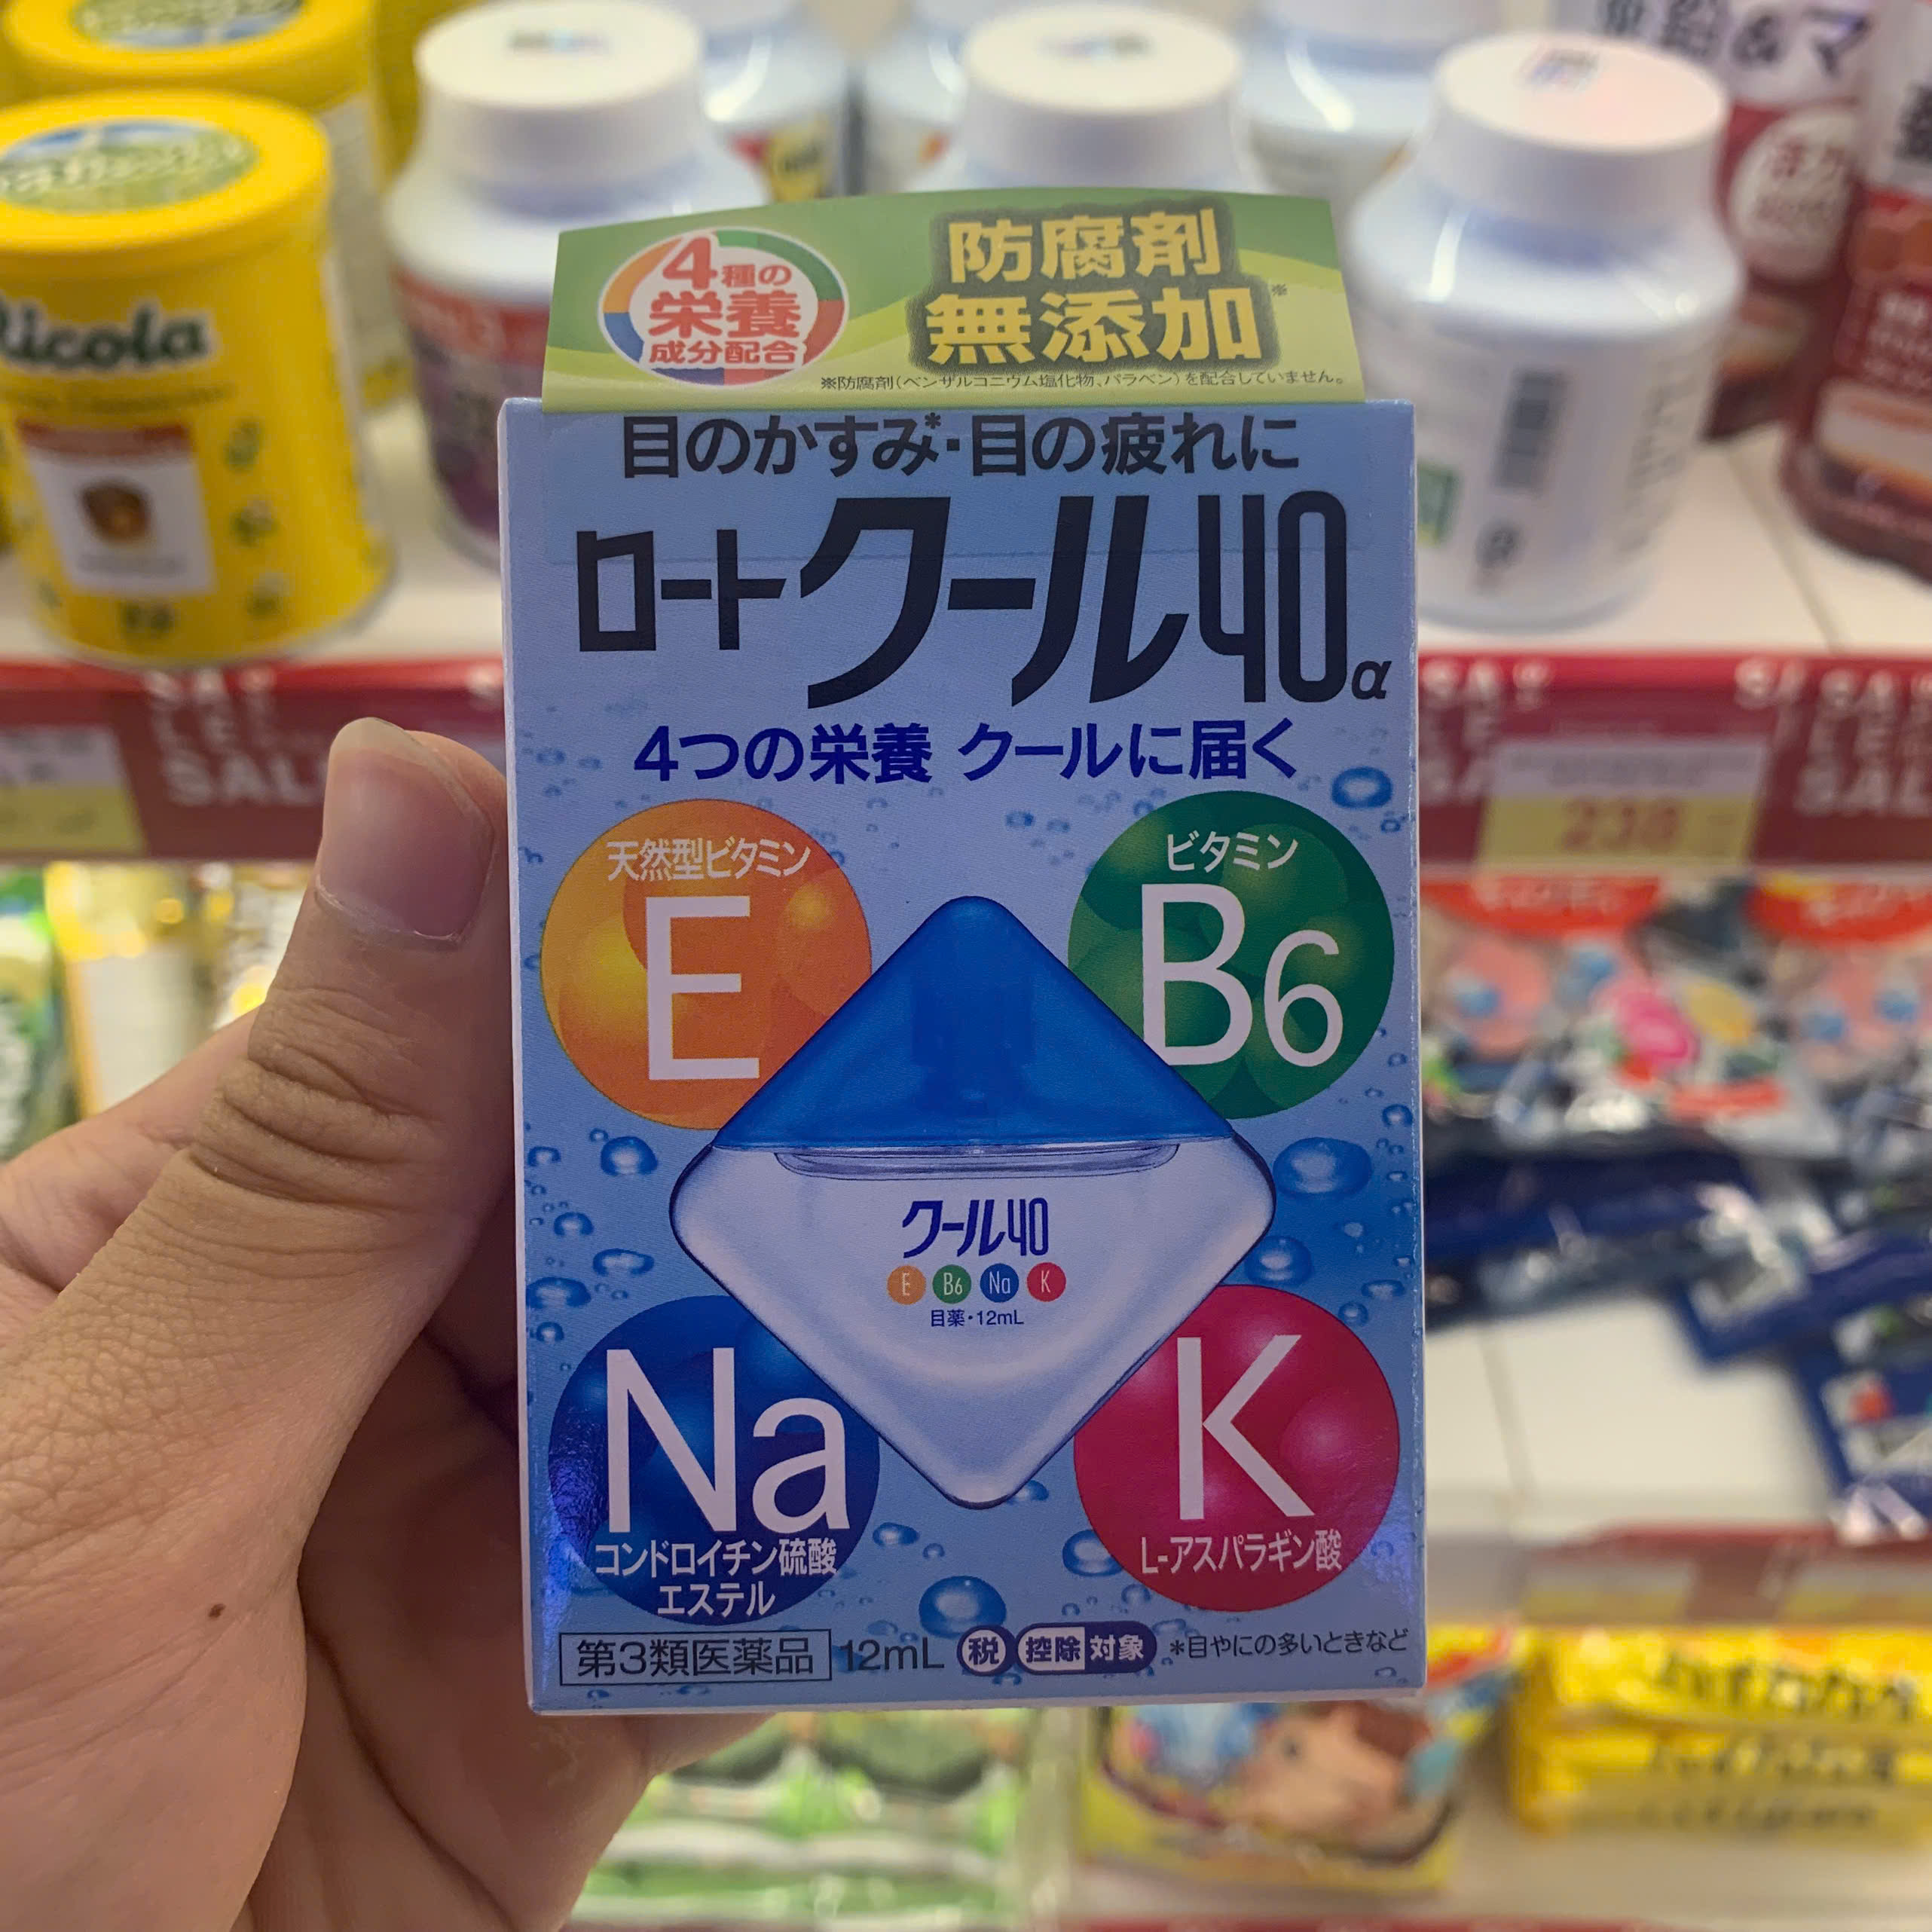 4種の
栄養
成分配合
防腐剤
無添加※
※防腐剤(ベンザルコニウム塩化物、パラベン)を配合していません。
目のかすみ*・目の疲れに
ロートクール40α
4つの栄養 クールに届く
天然型ビタミン
E
ビタミン
B6
クール40
E B6 Na K
目薬・12mL
Na
コンドロイチン硫酸
エステル
K
L-アスパラギン酸
第3類医薬品 12mL 税 控除 対象 *目やにの多いときなど
Ricola
SALE